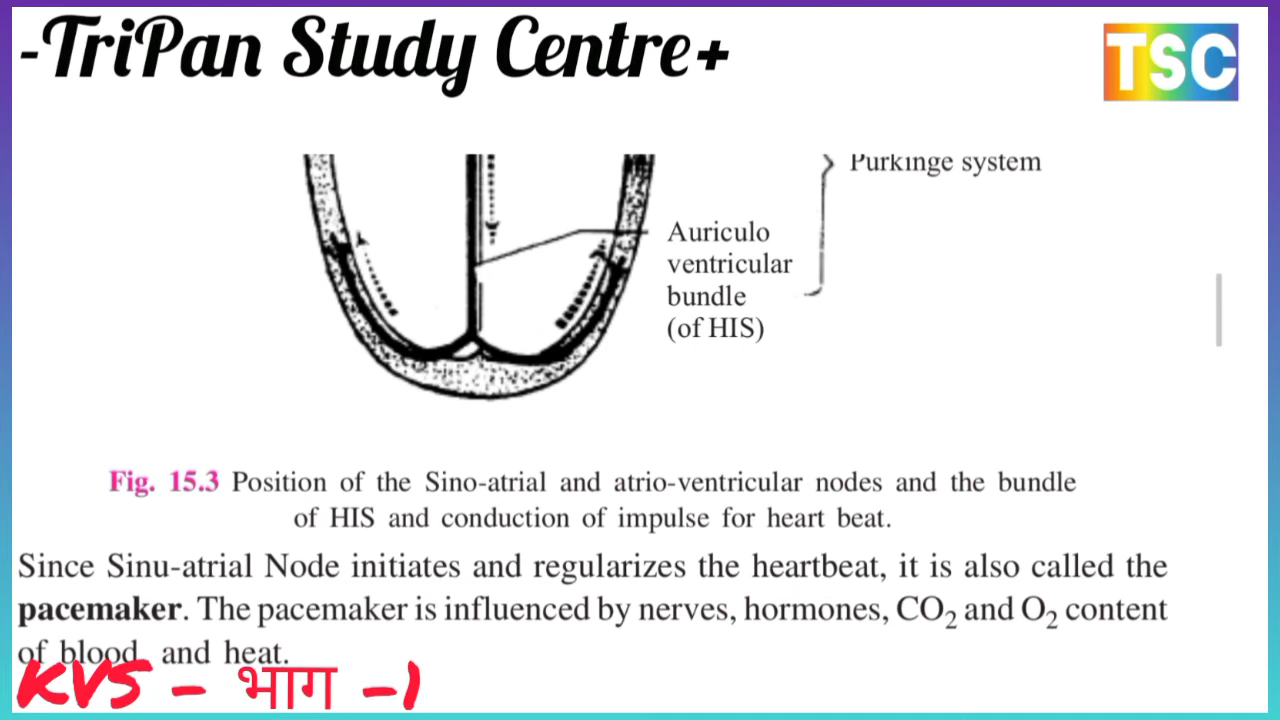 -TriPan Study Centre+
TSC
Purkinge system
Auriculo
ventricular
bundle
(of HIS)
Fig. 15.3 Position of the Sino-atrial and atrio-ventricular nodes and the bundle
of HIS and conduction of impulse for heart beat.
Since Sinu-atrial Node initiates and regularizes the heartbeat, it is also called the
pacemaker. The pacemaker is influenced by nerves, hormones, CO₂ and O₂ content
of blood and heat.
KVS - भाग -1